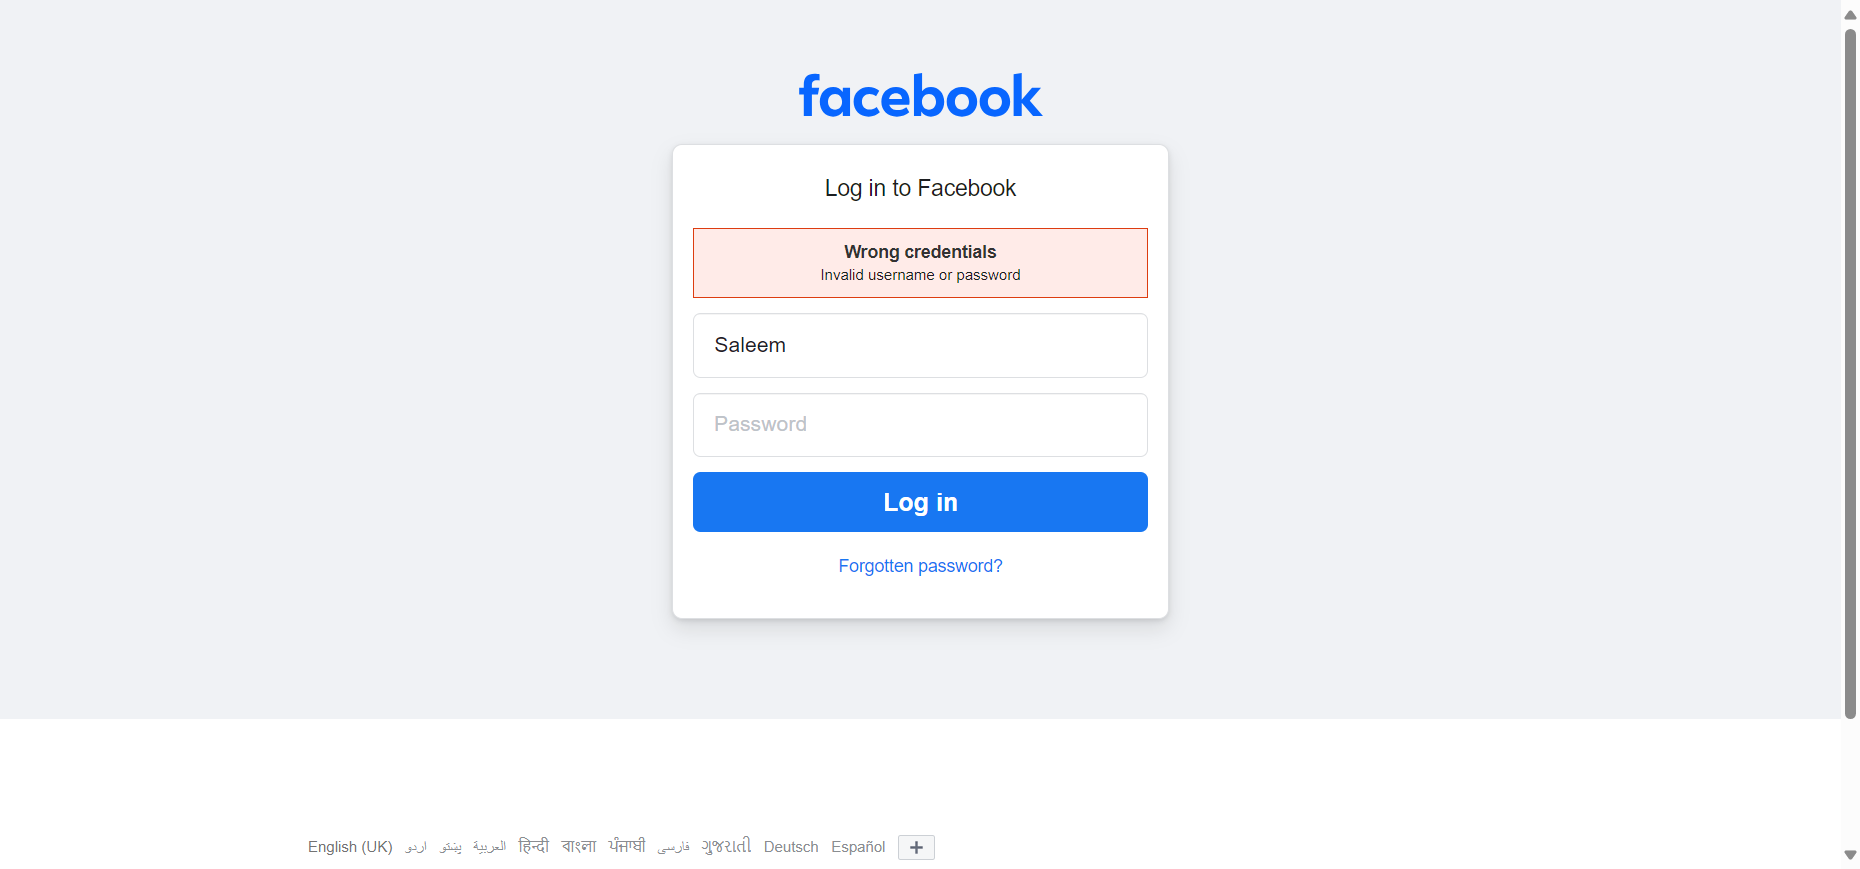 facebook
Log in to Facebook
Wrong credentials
Invalid username or password
Saleem
Password
Log in
Forgotten password?
English (UK) اردو پښتو العربية हिन्दी বাংলা ਪੰਜਾਬੀ فارسی ગુજરાતી Deutsch Español +